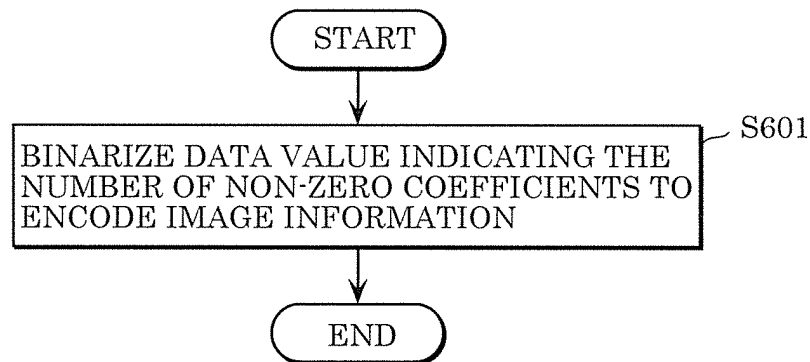 START
S601
BINARIZE DATA VALUE INDICATING THE
NUMBER OF NON-ZERO COEFFICIENTS TO
ENCODE IMAGE INFORMATION
END